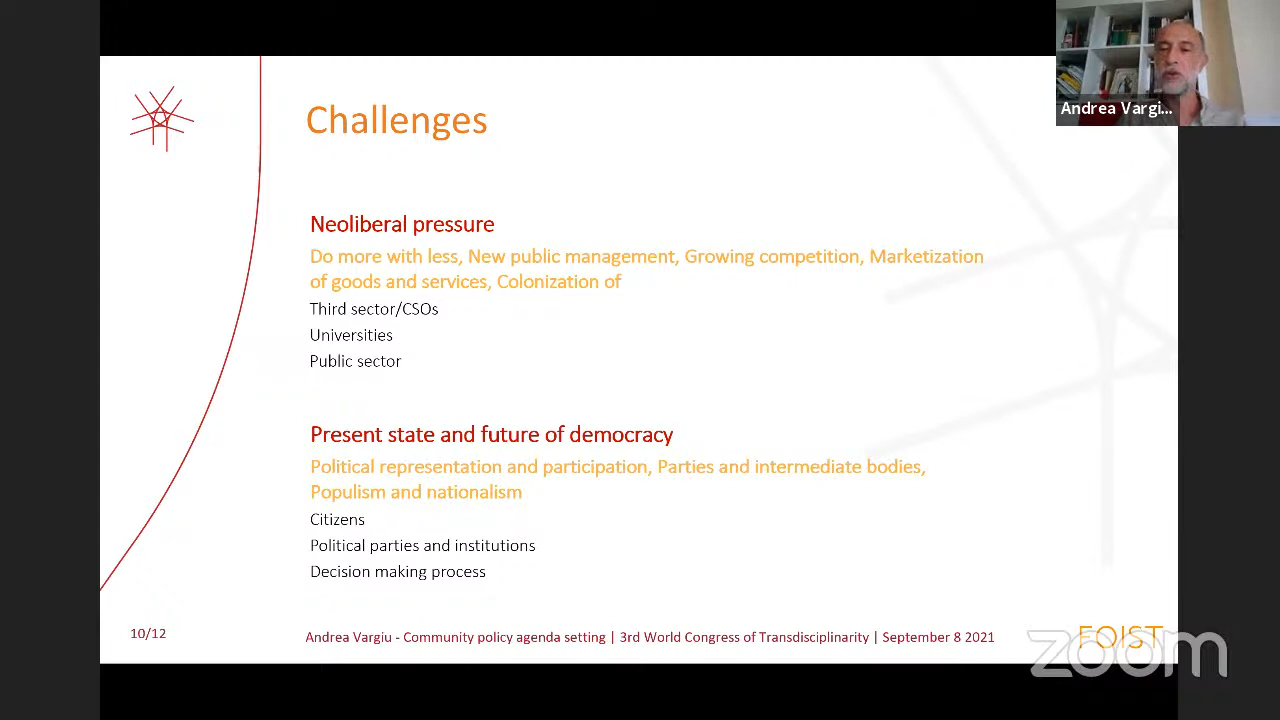 Andrea Vargi...
Challenges
Neoliberal pressure
Do more with less, New public management, Growing competition, Marketization
of goods and services, Colonization of
Third sector/CSOs
Universities
Public sector
Present state and future of democracy
Political representation and participation, Parties and intermediate bodies,
Populism and nationalism
Citizens
Political parties and institutions
Decision making process
10/12
Andrea Vargiu - Community policy agenda setting | 3rd World Congress of Transdisciplinarity | September 8 2021
FOIST
zoom